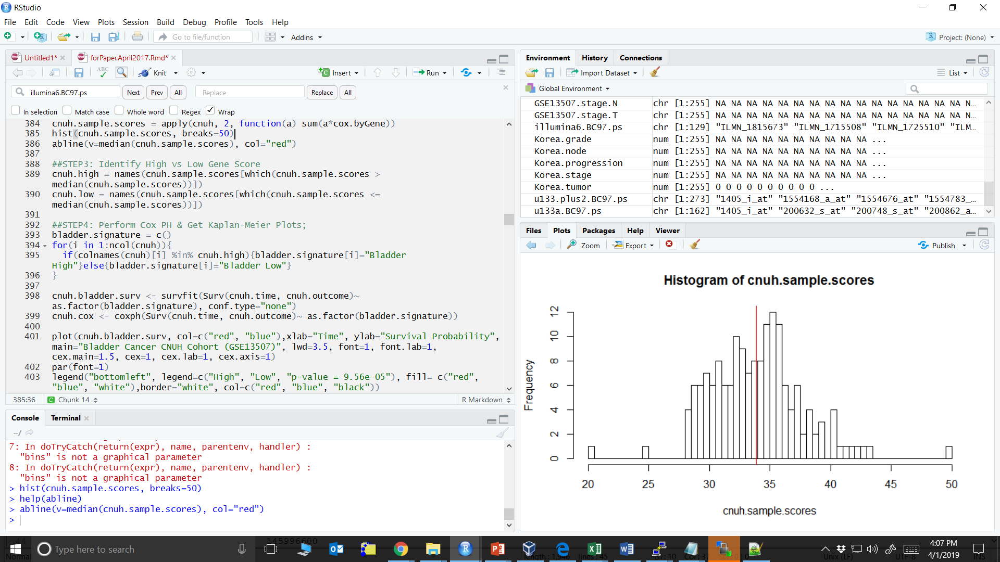 RStudio
File Edit Code View Plots Session Build Debug Profile Tools Help
Go to file/function Addins Project: (None)
Untitled1* forPaper.April2017.Rmd*
ABC Knit Insert Run
illumina6.BC97.ps Next Prev All Replace Replace All
In selection Match case Whole word Regex Wrap
384 cnuh.sample.scores = apply(cnuh, 2, function(a) sum(a*cox.byGene))
385 hist(cnuh.sample.scores, breaks=50)
386 abline(v=median(cnuh.sample.scores), col="red")
387
388 ##STEP3: Identify High vs Low Gene Score
389 cnuh.high = names(cnuh.sample.scores[which(cnuh.sample.scores >
median(cnuh.sample.scores))])
390 cnuh.low = names(cnuh.sample.scores[which(cnuh.sample.scores <=
median(cnuh.sample.scores))])
391
392 ##STEP4: Perform Cox PH & Get Kaplan-Meier Plots;
393 bladder.signature = c()
394 for(i in 1:ncol(cnuh)){
395 if(colnames(cnuh)[i] %in% cnuh.high){bladder.signature[i]="Bladder
High"}else{bladder.signature[i]="Bladder Low"}
396 }
397
398 cnuh.bladder.surv <- survfit(Surv(cnuh.time, cnuh.outcome)~
as.factor(bladder.signature), conf.type="none")
399 cnuh.cox <- coxph(Surv(cnuh.time, cnuh.outcome)~ as.factor(bladder.signature))
400
401 plot(cnuh.bladder.surv, col=c("red", "blue"),xlab="Time", ylab="Survival Probability",
main="Bladder Cancer CNUH Cohort (GSE13507)", lwd=3.5, font=1, font.lab=1,
cex.main=1.5, cex=1, cex.lab=1, cex.axis=1)
402 par(font=1)
403 legend("bottomleft", legend=c("High", "Low", "p-value = 9.56e-05"), fill= c("red",
"blue", "white"),border="white", col=c("red", "blue", "black"))
385:36 C Chunk 14 R Markdown
Console Terminal
~/
7: In doTryCatch(return(expr), name, parentenv, handler) :
"bins" is not a graphical parameter
8: In doTryCatch(return(expr), name, parentenv, handler) :
"bins" is not a graphical parameter
> hist(cnuh.sample.scores, breaks=50)
> help(abline)
> abline(v=median(cnuh.sample.scores), col="red")
>
Environment History Connections
Import Dataset List
Global Environment
GSE13507.stage.N chr [1:255] NA NA NA NA NA NA NA NA NA NA NA NA NA NA NA NA N...
GSE13507.stage.T chr [1:255] NA NA NA NA NA NA NA NA NA NA NA NA NA NA NA NA N...
illumina6.BC97.ps chr [1:129] "ILMN_1815673" "ILMN_1715508" "ILMN_1725510" "ILM...
Korea.grade num [1:255] NA NA NA NA NA NA NA NA NA NA ...
Korea.node num [1:255] NA NA NA NA NA NA NA NA NA NA ...
Korea.progression num [1:255] NA NA NA NA NA NA NA NA NA NA ...
Korea.stage num [1:255] NA NA NA NA NA NA NA NA NA NA ...
Korea.tumor num [1:255] 0 0 0 0 0 0 0 0 0 0 ...
u133.plus2.BC97.ps chr [1:273] "1405_i_at" "1554168_a_at" "1554676_at" "1554783_...
u133a.BC97.ps chr [1:162] "1405_i_at" "200632_s_at" "200748_s_at" "200862_a...
Files Plots Packages Help Viewer
Zoom Export Publish
Histogram of cnuh.sample.scores
Frequency
12
10
8
6
4
2
0
20 25 30 35 40 45 50
cnuh.sample.scores
Type here to search
145996600
4:07 PM
4/1/2019
Normal length : 1,946 lines : 45 Ln : 10 Unix (LF) UTF-8 INS